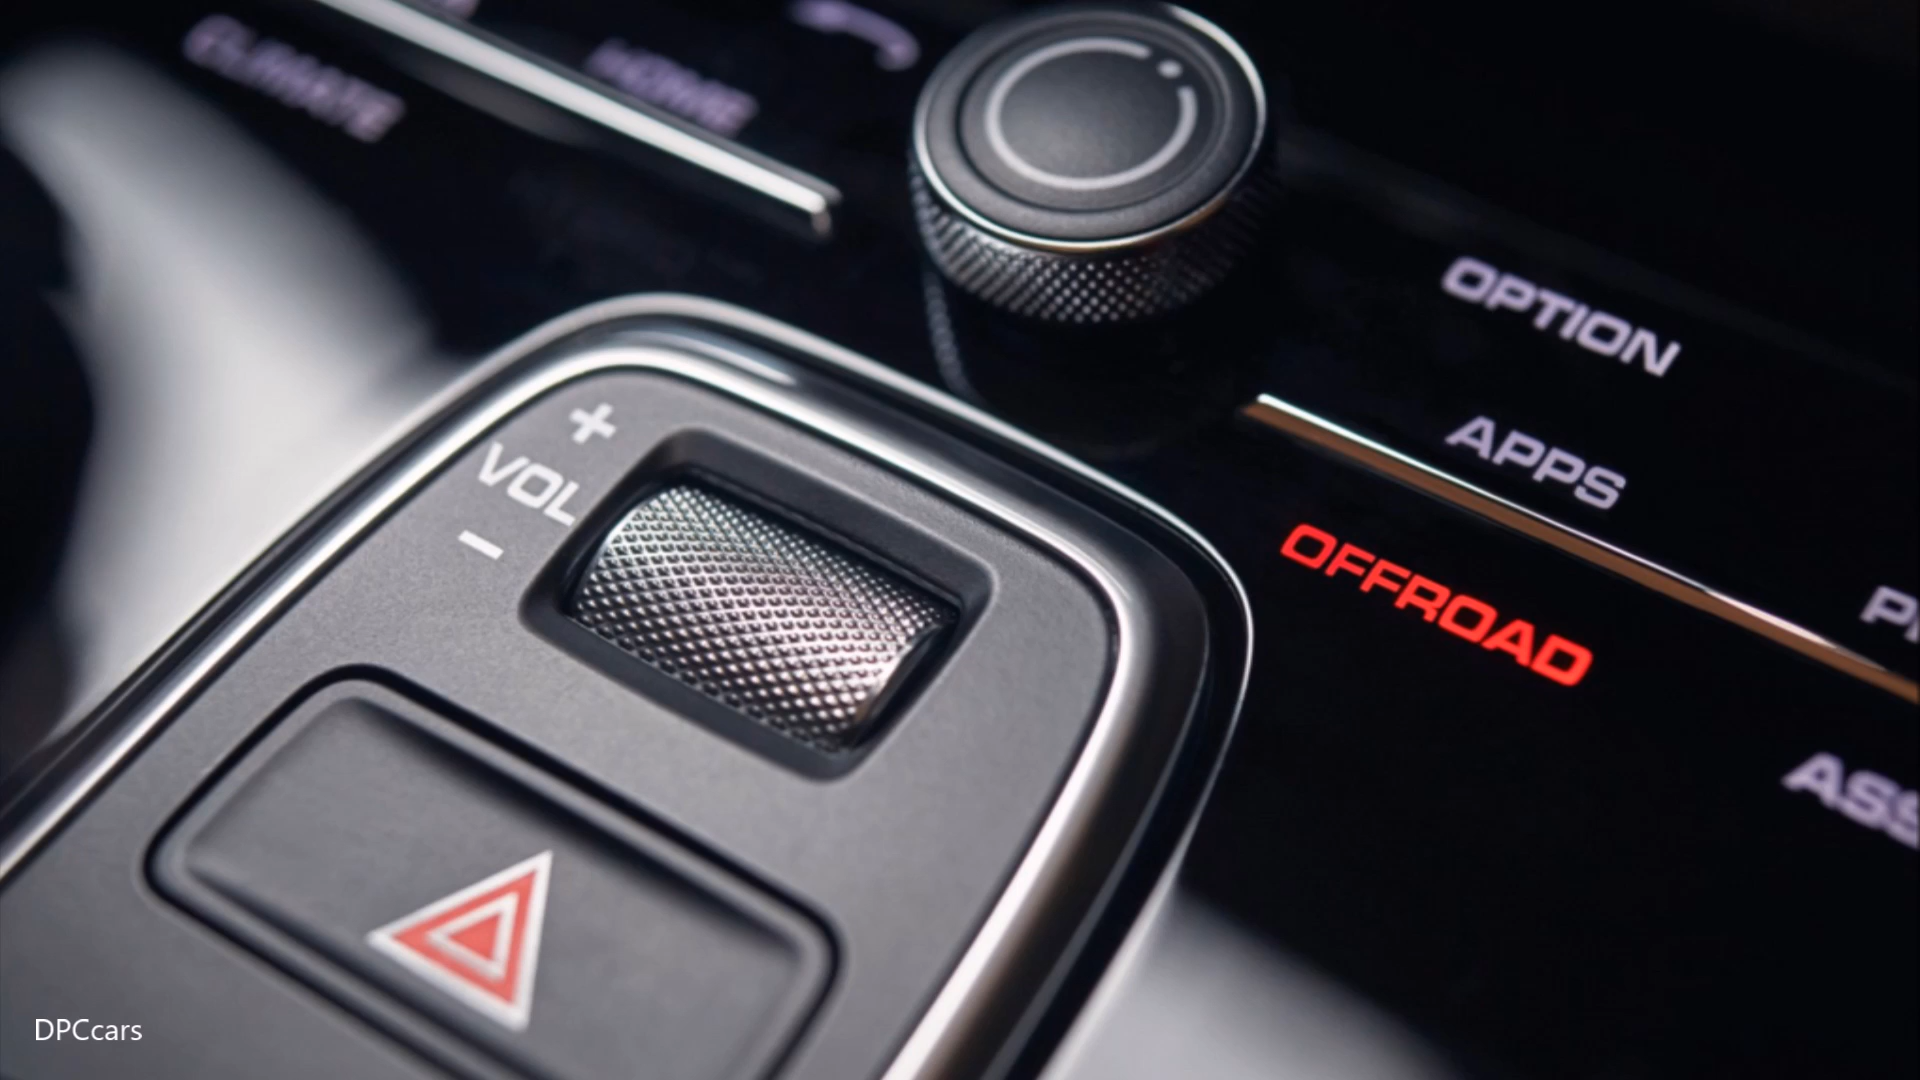 CLIMATE
HOME
OPTION
APPS
OFFROAD
+
VOL
-
DPCcars